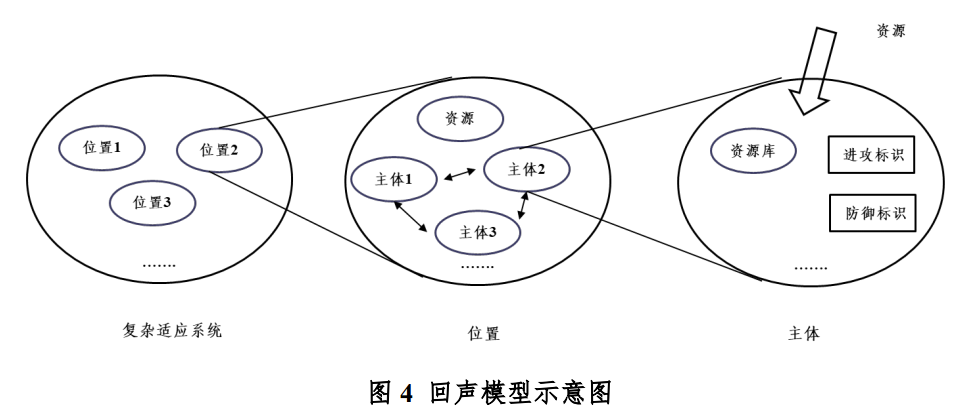 资源
位置1
位置2
位置3
.......
资源
主体1
主体2
主体3
.......
资源库
进攻标识
防御标识
.......
复杂适应系统
位置
主体
图 4 回声模型示意图